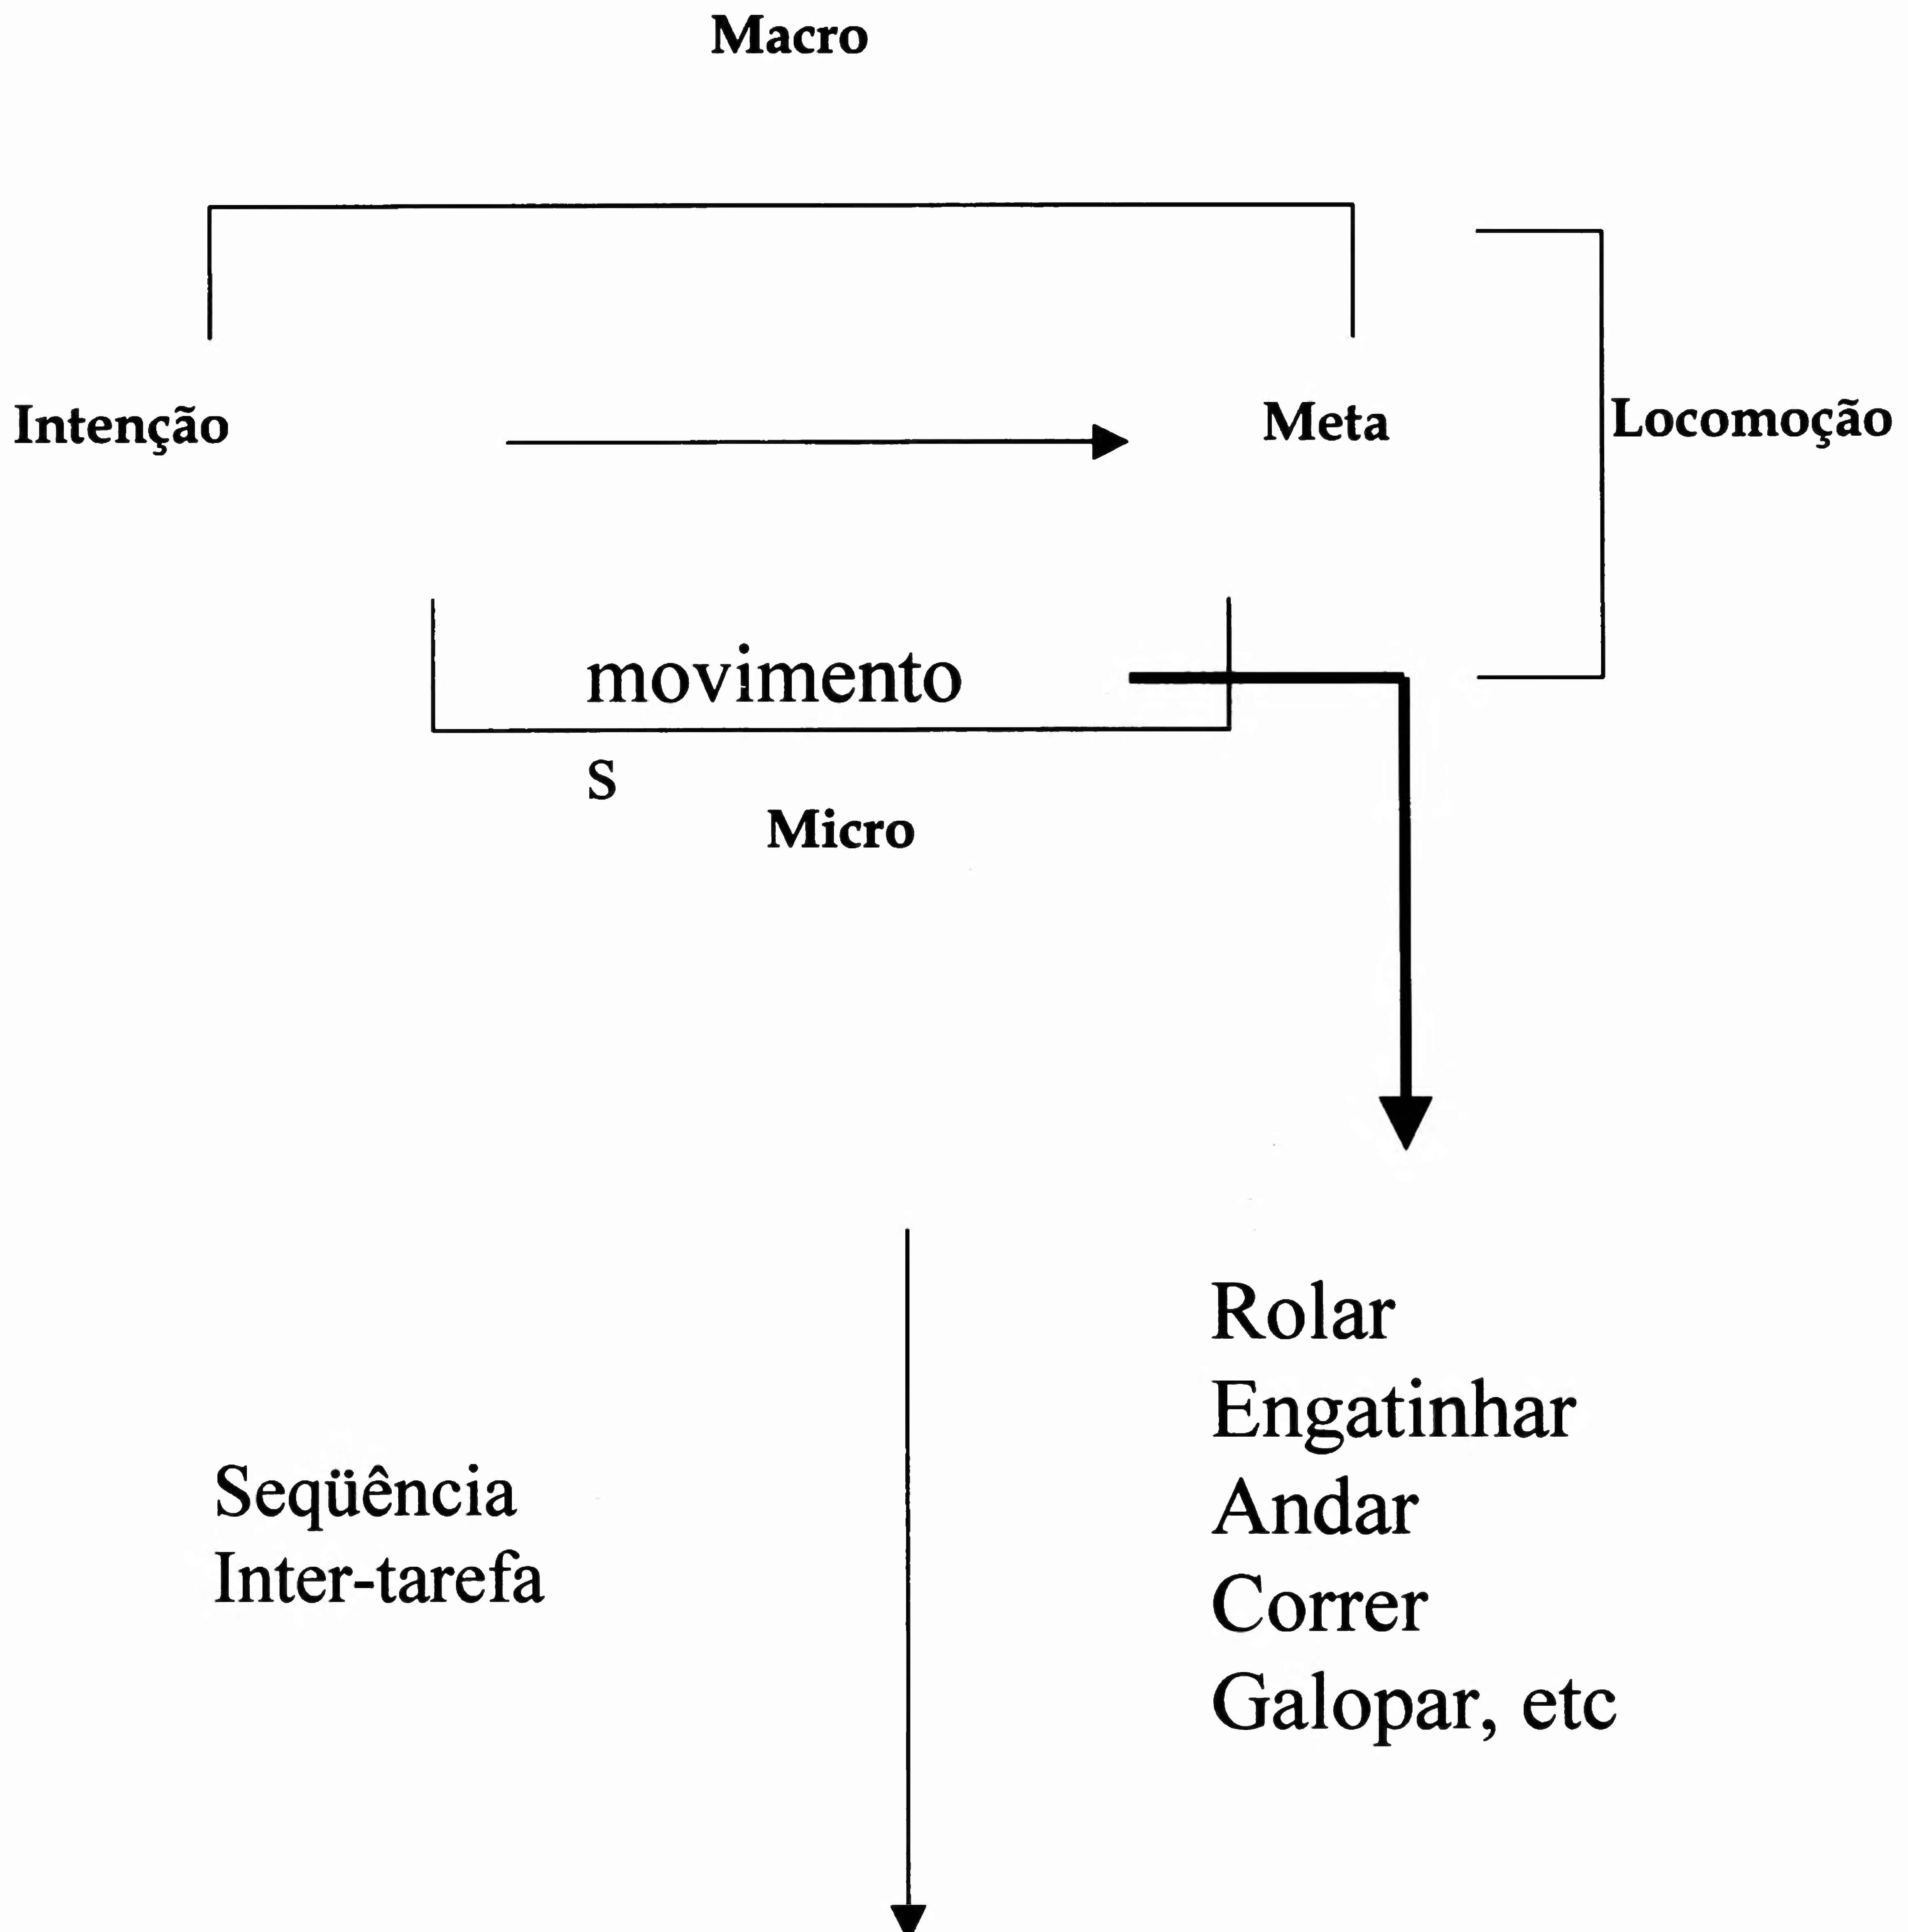 Macro
Intenção
Meta
Locomoção
movimento
s
Micro
Seqüência
Inter-tarefa
Rolar
Engatinhar
Andar
Correr
Galopar, etc